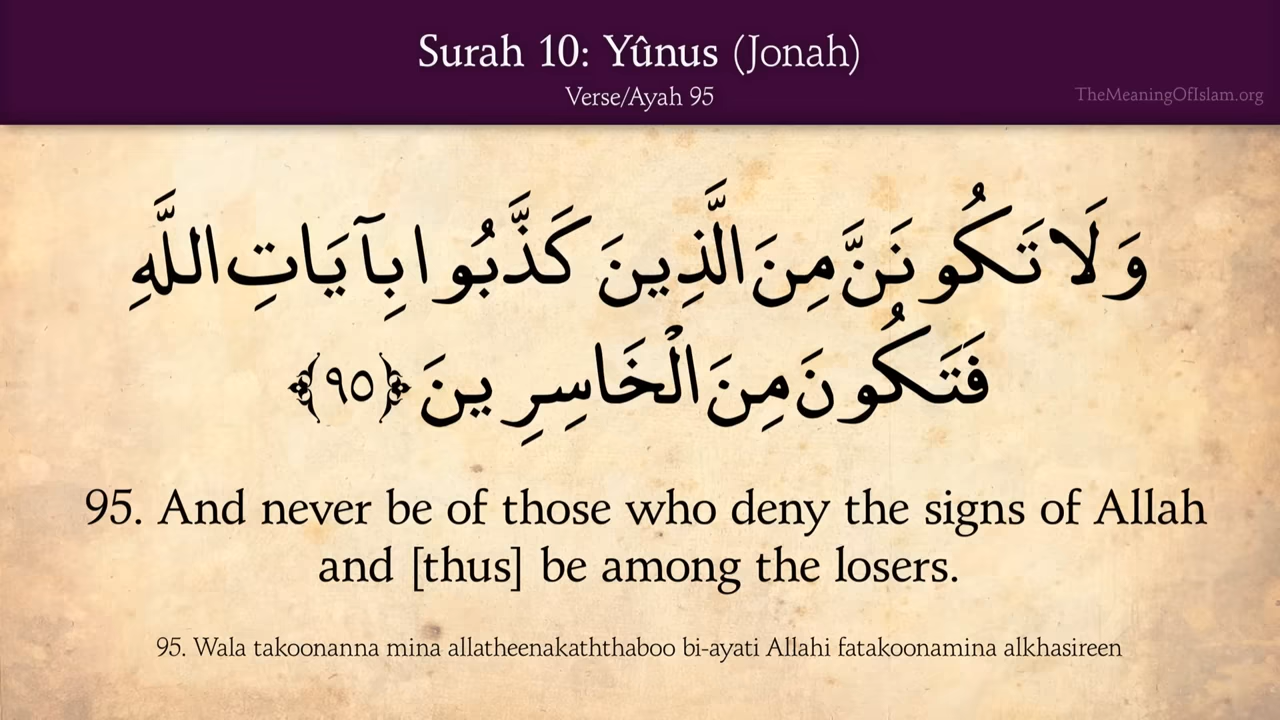 Surah 10: Yûnus (Jonah)
Verse/Ayah 95
TheMeaningOfIslam.org
وَلَا تَكُونَنَّ مِنَ الَّذِينَ كَذَّبُوا بِآيَاتِ اللَّهِ
فَتَكُونَ مِنَ الْخَاسِرِينَ ﴿٩٥﴾
95. And never be of those who deny the signs of Allah
and [thus] be among the losers.
95. Wala takoonanna mina allatheenakaththaboo bi-ayati Allahi fatakoonamina alkhasireen